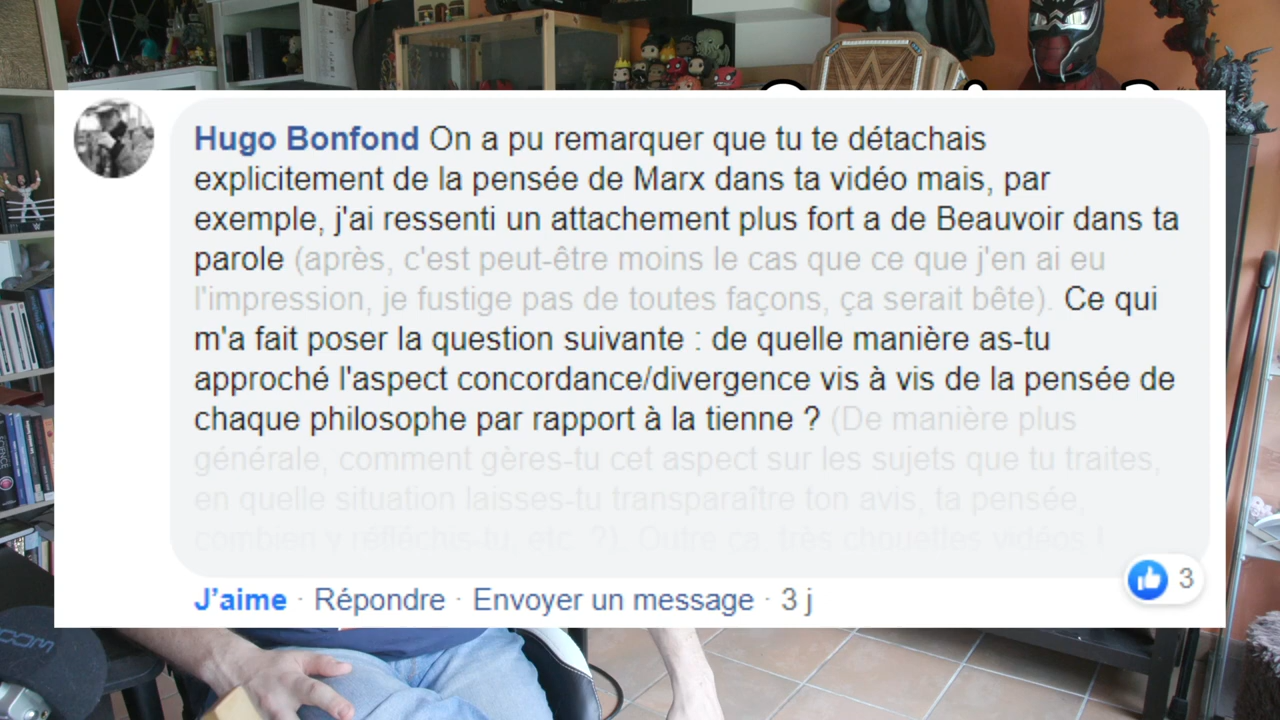 Hugo Bonfond On a pu remarquer que tu te détachais
explicitement de la pensée de Marx dans ta vidéo mais, par
exemple, j'ai ressenti un attachement plus fort a de Beauvoir dans ta
parole (après, c'est peut-être moins le cas que ce que j'en ai eu
l'impression, je fustige pas de toutes façons, ça serait bête). Ce qui
m'a fait poser la question suivante : de quelle manière as-tu
approché l'aspect concordance/divergence vis à vis de la pensée de
chaque philosophe par rapport à la tienne ? (De manière plus
générale, comment gères-tu cet aspect sur les sujets que tu traites,
en quelle situation laisses-tu transparaître ton avis, ta pensée,
combien y réfléchis-tu, etc. ?). Outre ça, très chouettes vidéos !
3
J'aime · Répondre · Envoyer un message · 3 j